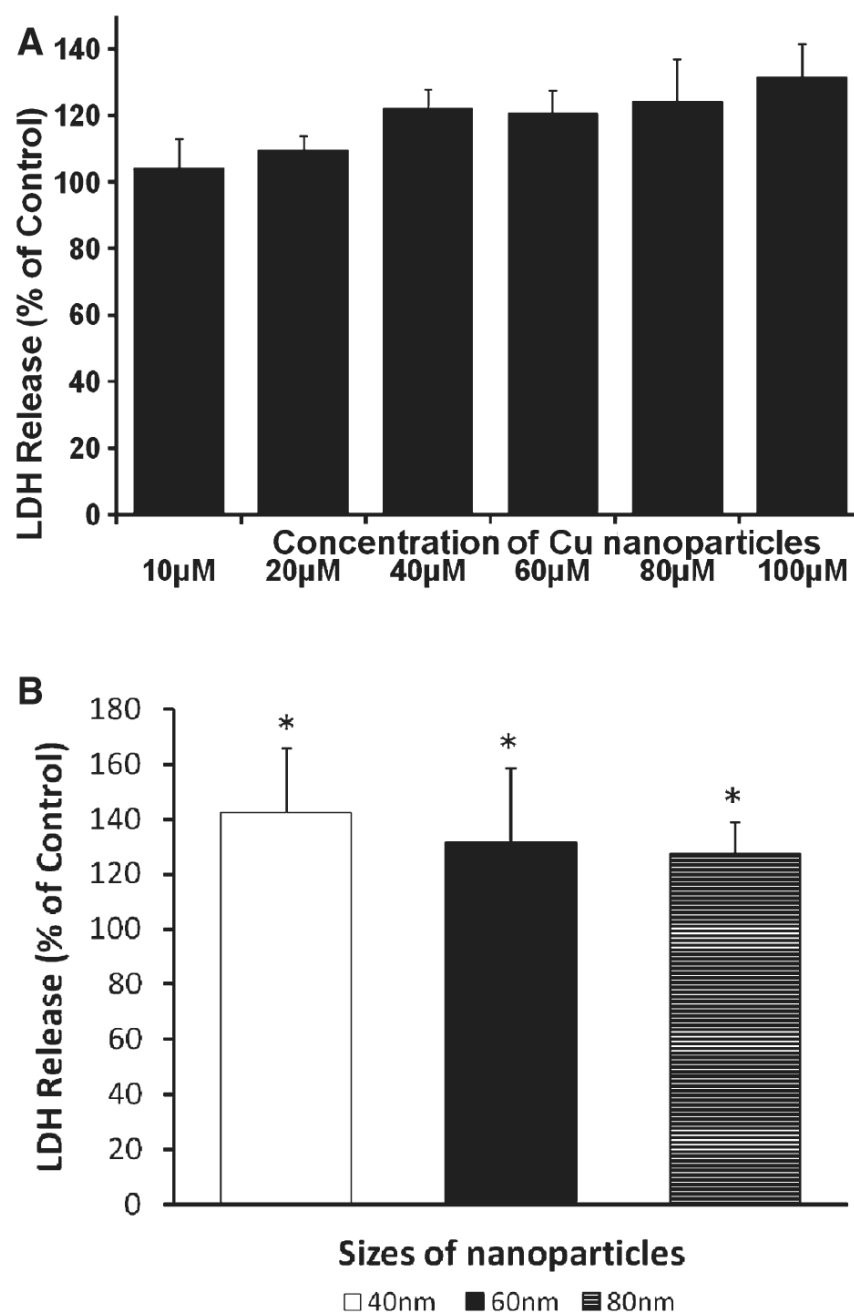 A
LDH Release (% of Control)
140
120
100
80
60
40
20
0
Concentration of Cu nanoparticles
10µM 20µM 40µM 60µM 80µM 100µM
B
LDH Release (% of Control)
180
160
140
120
100
80
60
40
20
0
* * *
Sizes of nanoparticles
40nm 60nm 80nm